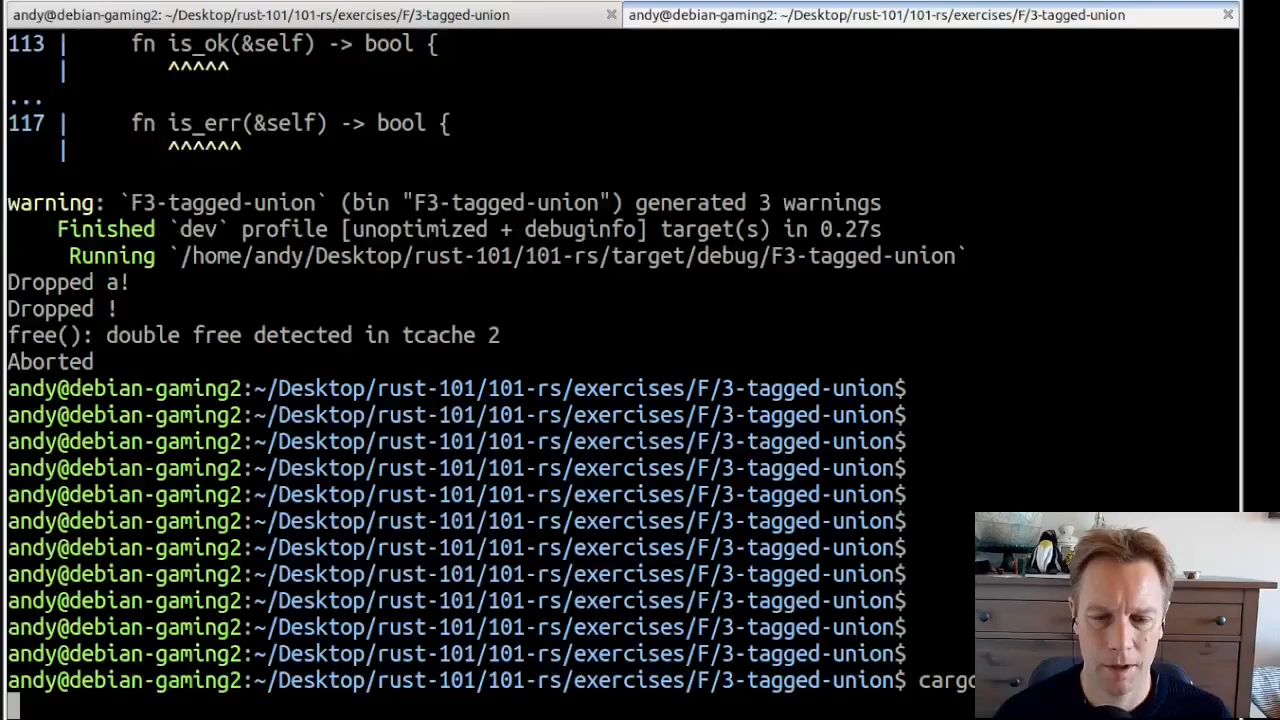 andy@debian-gaming2: ~/Desktop/rust-101/101-rs/exercises/F/3-tagged-union
andy@debian-gaming2: ~/Desktop/rust-101/101-rs/exercises/F/3-tagged-union
113 |     fn is_ok(&self) -> bool {
    |        ^^^^^
...
117 |     fn is_err(&self) -> bool {
    |        ^^^^^^
warning: `F3-tagged-union` (bin "F3-tagged-union") generated 3 warnings
Finished `dev` profile [unoptimized + debuginfo] target(s) in 0.27s
Running `/home/andy/Desktop/rust-101/101-rs/target/debug/F3-tagged-union`
Dropped a!
Dropped !
free(): double free detected in tcache 2
Aborted
andy@debian-gaming2:~/Desktop/rust-101/101-rs/exercises/F/3-tagged-union$
andy@debian-gaming2:~/Desktop/rust-101/101-rs/exercises/F/3-tagged-union$
andy@debian-gaming2:~/Desktop/rust-101/101-rs/exercises/F/3-tagged-union$
andy@debian-gaming2:~/Desktop/rust-101/101-rs/exercises/F/3-tagged-union$
andy@debian-gaming2:~/Desktop/rust-101/101-rs/exercises/F/3-tagged-union$
andy@debian-gaming2:~/Desktop/rust-101/101-rs/exercises/F/3-tagged-union$
andy@debian-gaming2:~/Desktop/rust-101/101-rs/exercises/F/3-tagged-union$
andy@debian-gaming2:~/Desktop/rust-101/101-rs/exercises/F/3-tagged-union$
andy@debian-gaming2:~/Desktop/rust-101/101-rs/exercises/F/3-tagged-union$
andy@debian-gaming2:~/Desktop/rust-101/101-rs/exercises/F/3-tagged-union$
andy@debian-gaming2:~/Desktop/rust-101/101-rs/exercises/F/3-tagged-union$
andy@debian-gaming2:~/Desktop/rust-101/101-rs/exercises/F/3-tagged-union$ cargo